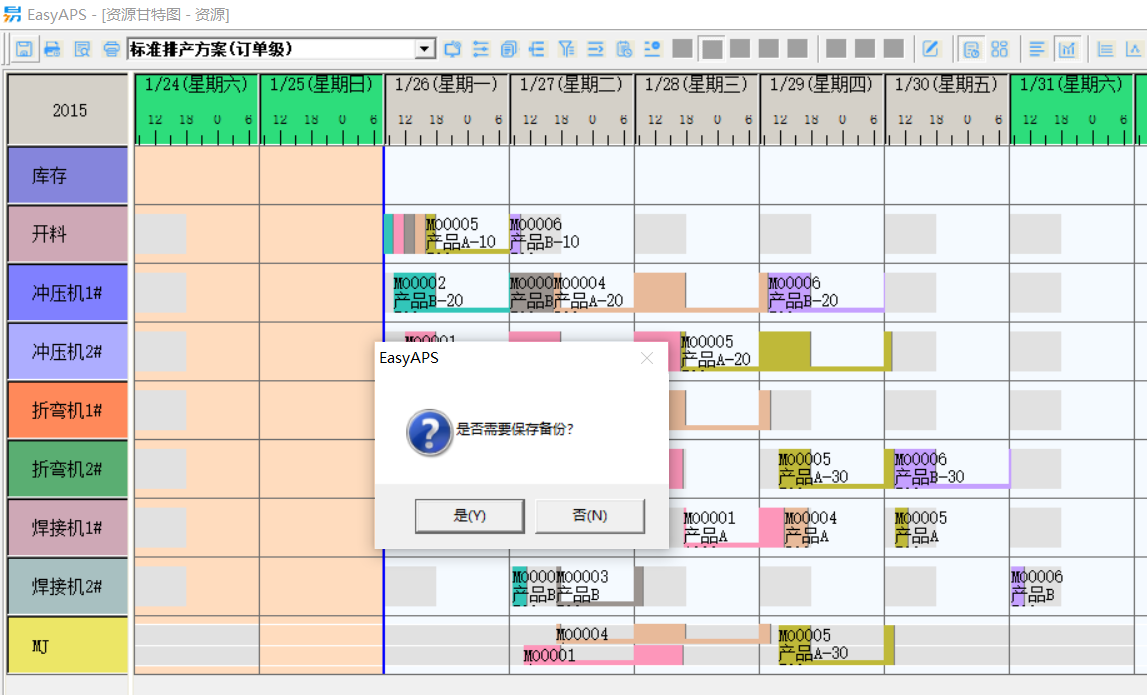 EasyAPS - [资源甘特图 - 资源]
标准排产方案(订单级)
2015
1/24(星期六) 1/25(星期日) 1/26(星期一) 1/27(星期二) 1/28(星期三) 1/29(星期四) 1/30(星期五) 1/31(星期六)
12 18 0 6 12 18 0 6 12 18 0 6 12 18 0 6 12 18 0 6 12 18 0 6 12 18 0 6 12 18 0 6
库存
开料
M00005 M00006
产品A-10 产品B-10
冲压机1#
M00002 M0000 M00004 M00006
产品B-20 产品B 产品A-20 产品B-20
冲压机2#
M00001 M00005
产品A-20
折弯机1#
折弯机2#
M00005 M00006
产品A-30 产品B-30
焊接机1#
M00001 M00004 M00005
产品A 产品A 产品A
焊接机2#
M0000 M00003 M00006
产品B 产品B 产品B
MJ
M00004 M00005
M00001 产品A-30
EasyAPS
是否需要保存备份?
是(Y) 否(N)